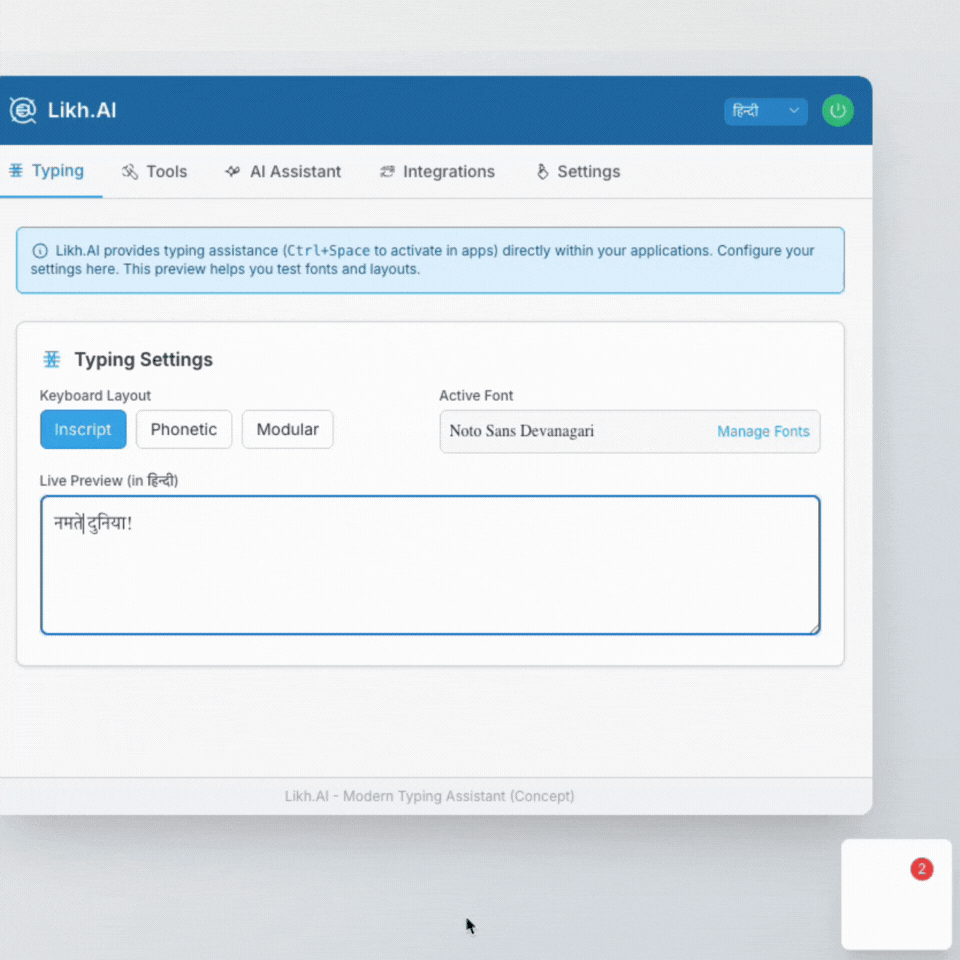 Likh.AI
हिन्दी
Typing
Tools
AI Assistant
Integrations
Settings
Likh.AI provides typing assistance (Ctrl+Space to activate in apps) directly within your applications. Configure your
settings here. This preview helps you test fonts and layouts.
Typing Settings
Keyboard Layout
Inscript
Phonetic
Modular
Active Font
Noto Sans Devanagari
Manage Fonts
Live Preview (in हिन्दी)
नमते दुनिया!
Likh.AI - Modern Typing Assistant (Concept)
2